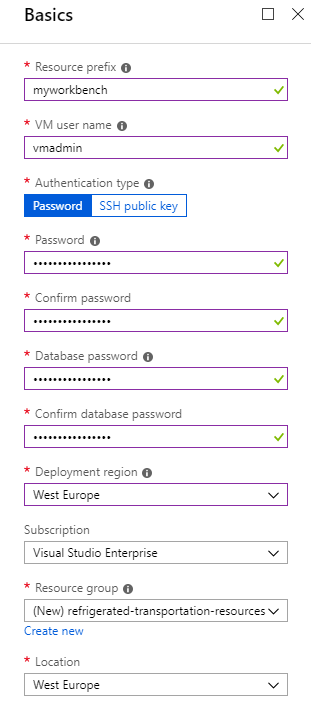 Basics
* Resource prefix
myworkbench
* VM user name
vmadmin
* Authentication type
Password SSH public key
* Password
••••••••••••••••
* Confirm password
••••••••••••••••
* Database password
••••••••••••••••
* Confirm database password
••••••••••••••••
* Deployment region
West Europe
Subscription
Visual Studio Enterprise
* Resource group
(New) refrigerated-transportation-resources
Create new
* Location
West Europe